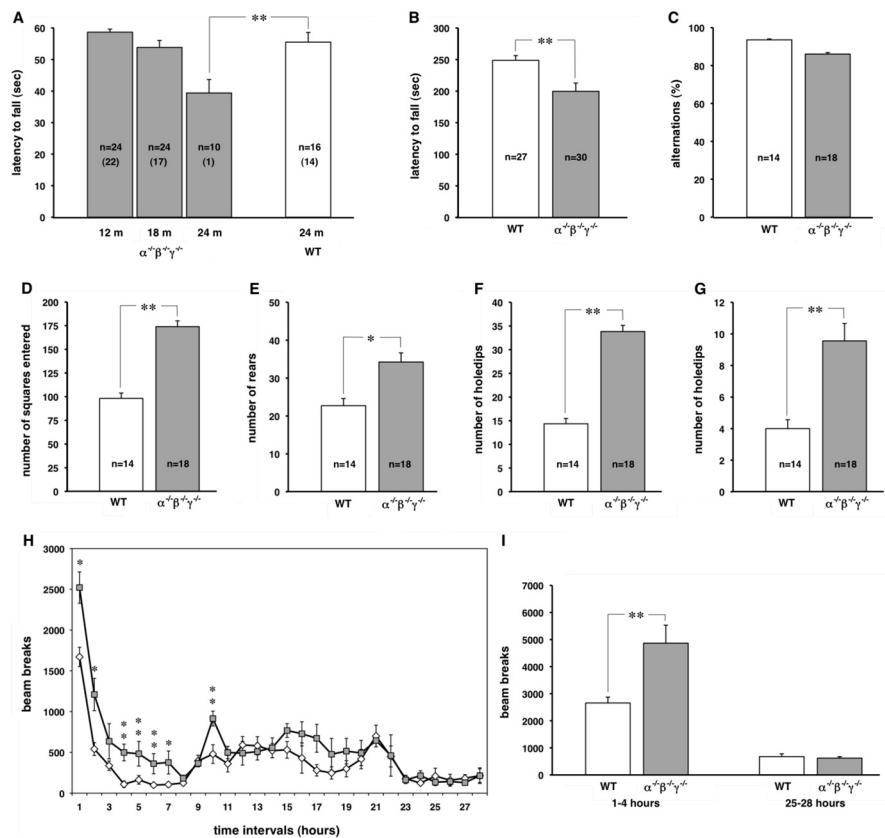 A
latency to fall (sec)
60
50
40
30
20
10
0
**
n=24
(22)
n=24
(17)
n=10
(1)
n=16
(14)
12 m
18 m
24 m
24 m
α⁻/⁻β⁻/⁻γ⁻/⁻
WT
B
latency to fall (sec)
300
250
200
150
100
50
0
**
n=27
n=30
WT
α⁻/⁻β⁻/⁻γ⁻/⁻
C
alternations (%)
100
80
60
40
20
0
n=14
n=18
WT
α⁻/⁻β⁻/⁻γ⁻/⁻
D
number of squares entered
200
175
150
125
100
75
50
25
0
**
n=14
n=18
WT
α⁻/⁻β⁻/⁻γ⁻/⁻
E
number of rears
50
40
30
20
10
0
*
n=14
n=18
WT
α⁻/⁻β⁻/⁻γ⁻/⁻
F
number of holedips
40
35
30
25
20
15
10
5
0
**
n=14
n=18
WT
α⁻/⁻β⁻/⁻γ⁻/⁻
G
number of holedips
12
10
8
6
4
2
0
**
n=14
n=18
WT
α⁻/⁻β⁻/⁻γ⁻/⁻
H
beam breaks
3000
2500
2000
1500
1000
500
0
*
*
**
**
**
*
**
1 3 5 7 9 11 13 15 17 19 21 23 25 27
time intervals (hours)
I
beam breaks
7000
6000
5000
4000
3000
2000
1000
0
**
WT
α⁻/⁻β⁻/⁻γ⁻/⁻
WT
α⁻/⁻β⁻/⁻γ⁻/⁻
1-4 hours
25-28 hours